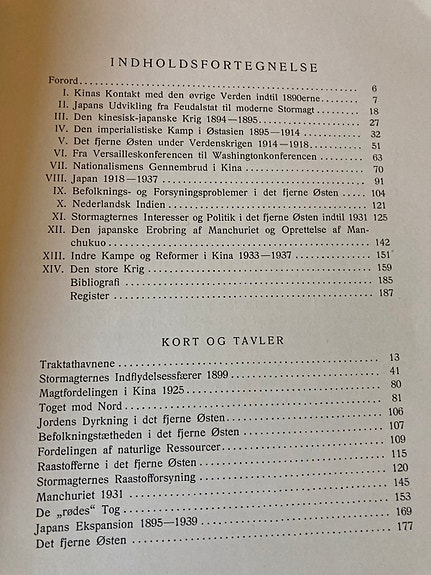 INDHOLDSFORTEGNELSE
Forord 6
I. Kinas Kontakt med den øvrige Verden indtil 1890erne 7
II. Japans Udvikling fra Feudalstat til moderne Stormagt 18
III. Den kinesisk-japanske Krig 1894—1895 27
IV. Den imperialistiske Kamp i Østasien 1895—1914 32
V. Det fjerne Østen under Verdenskrigen 1914—1918 51
VI. Fra Versailleskonferencen til Washingtonkonferencen 63
VII. Nationalismens Gennembrud i Kina 70
VIII. Japan 1918—1937 91
IX. Befolknings- og Forsyningsproblemer i det fjerne Østen 104
X. Nederlandsk Indien 121
XI. Stormagternes Interesser og Politik i det fjerne Østen indtil 1931 125
XII. Den japanske Erobring af Manchuriet og Oprettelse af Man-
chukuo 142
XIII. Indre Kampe og Reformer i Kina 1933—1937 151
XIV. Den store Krig 159
Bibliografi 185
Register 187
KORT OG TAVLER
Traktathavnene 13
Stormagternes Indflydelsessfærer 1899 41
Magtfordelingen i Kina 1925 80
Toget mod Nord 81
Jordens Dyrkning i det fjerne Østen 106
Befolkningstætheden i det fjerne Østen 107
Fordelingen af naturlige Ressourcer 109
Raastofferne i det fjerne Østen 115
Stormagternes Raastofforsyning 120
Manchuriet 1931 145
De „rødes" Tog 153
Japans Ekspansion 1895—1939 169
Det fjerne Østen 177